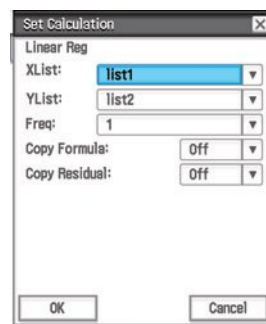 Set Calculation
Linear Reg
XList: list1
YList: list2
Freq: 1
Copy Formula: Off
Copy Residual: Off
OK Cancel